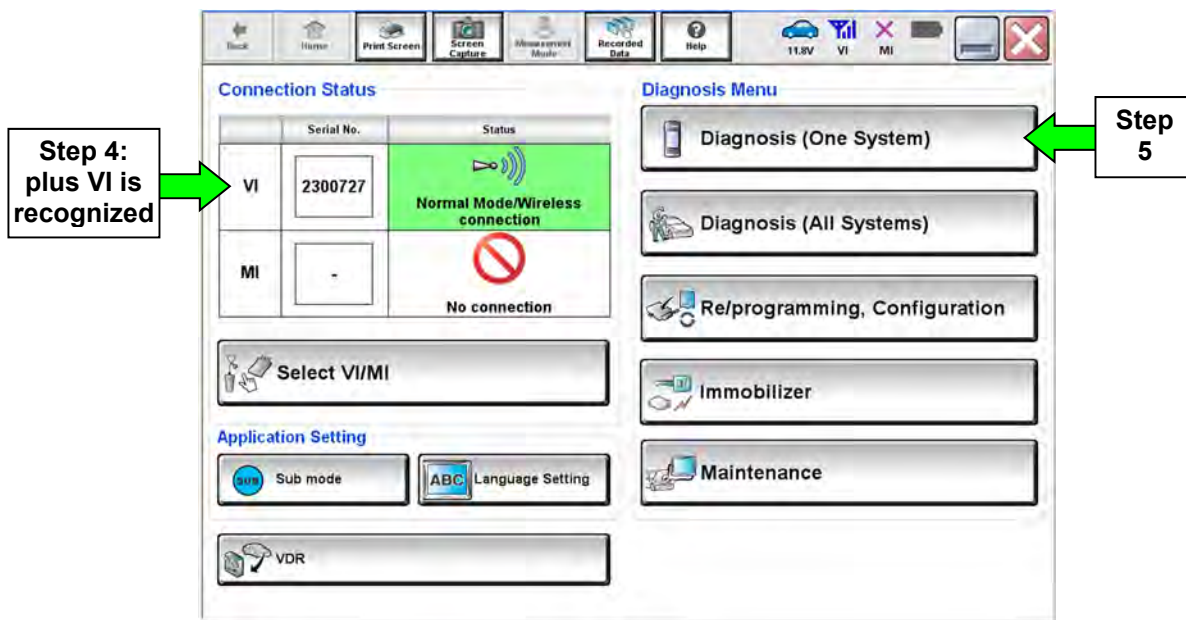 Back
Home
Print Screen
Screen
Capture
Measurement
Mode
Recorded
Data
Help
11.8V
VI
MI
Connection Status
Serial No.
Status
VI
2300727
Normal Mode/Wireless
connection
MI
-
No connection
Select VI/MI
Application Setting
SUB
Sub mode
ABC
Language Setting
VDR
Diagnosis Menu
Diagnosis (One System)
Diagnosis (All Systems)
Re/programming, Configuration
Immobilizer
Maintenance
Step 4:
plus VI is
recognized
Step
5